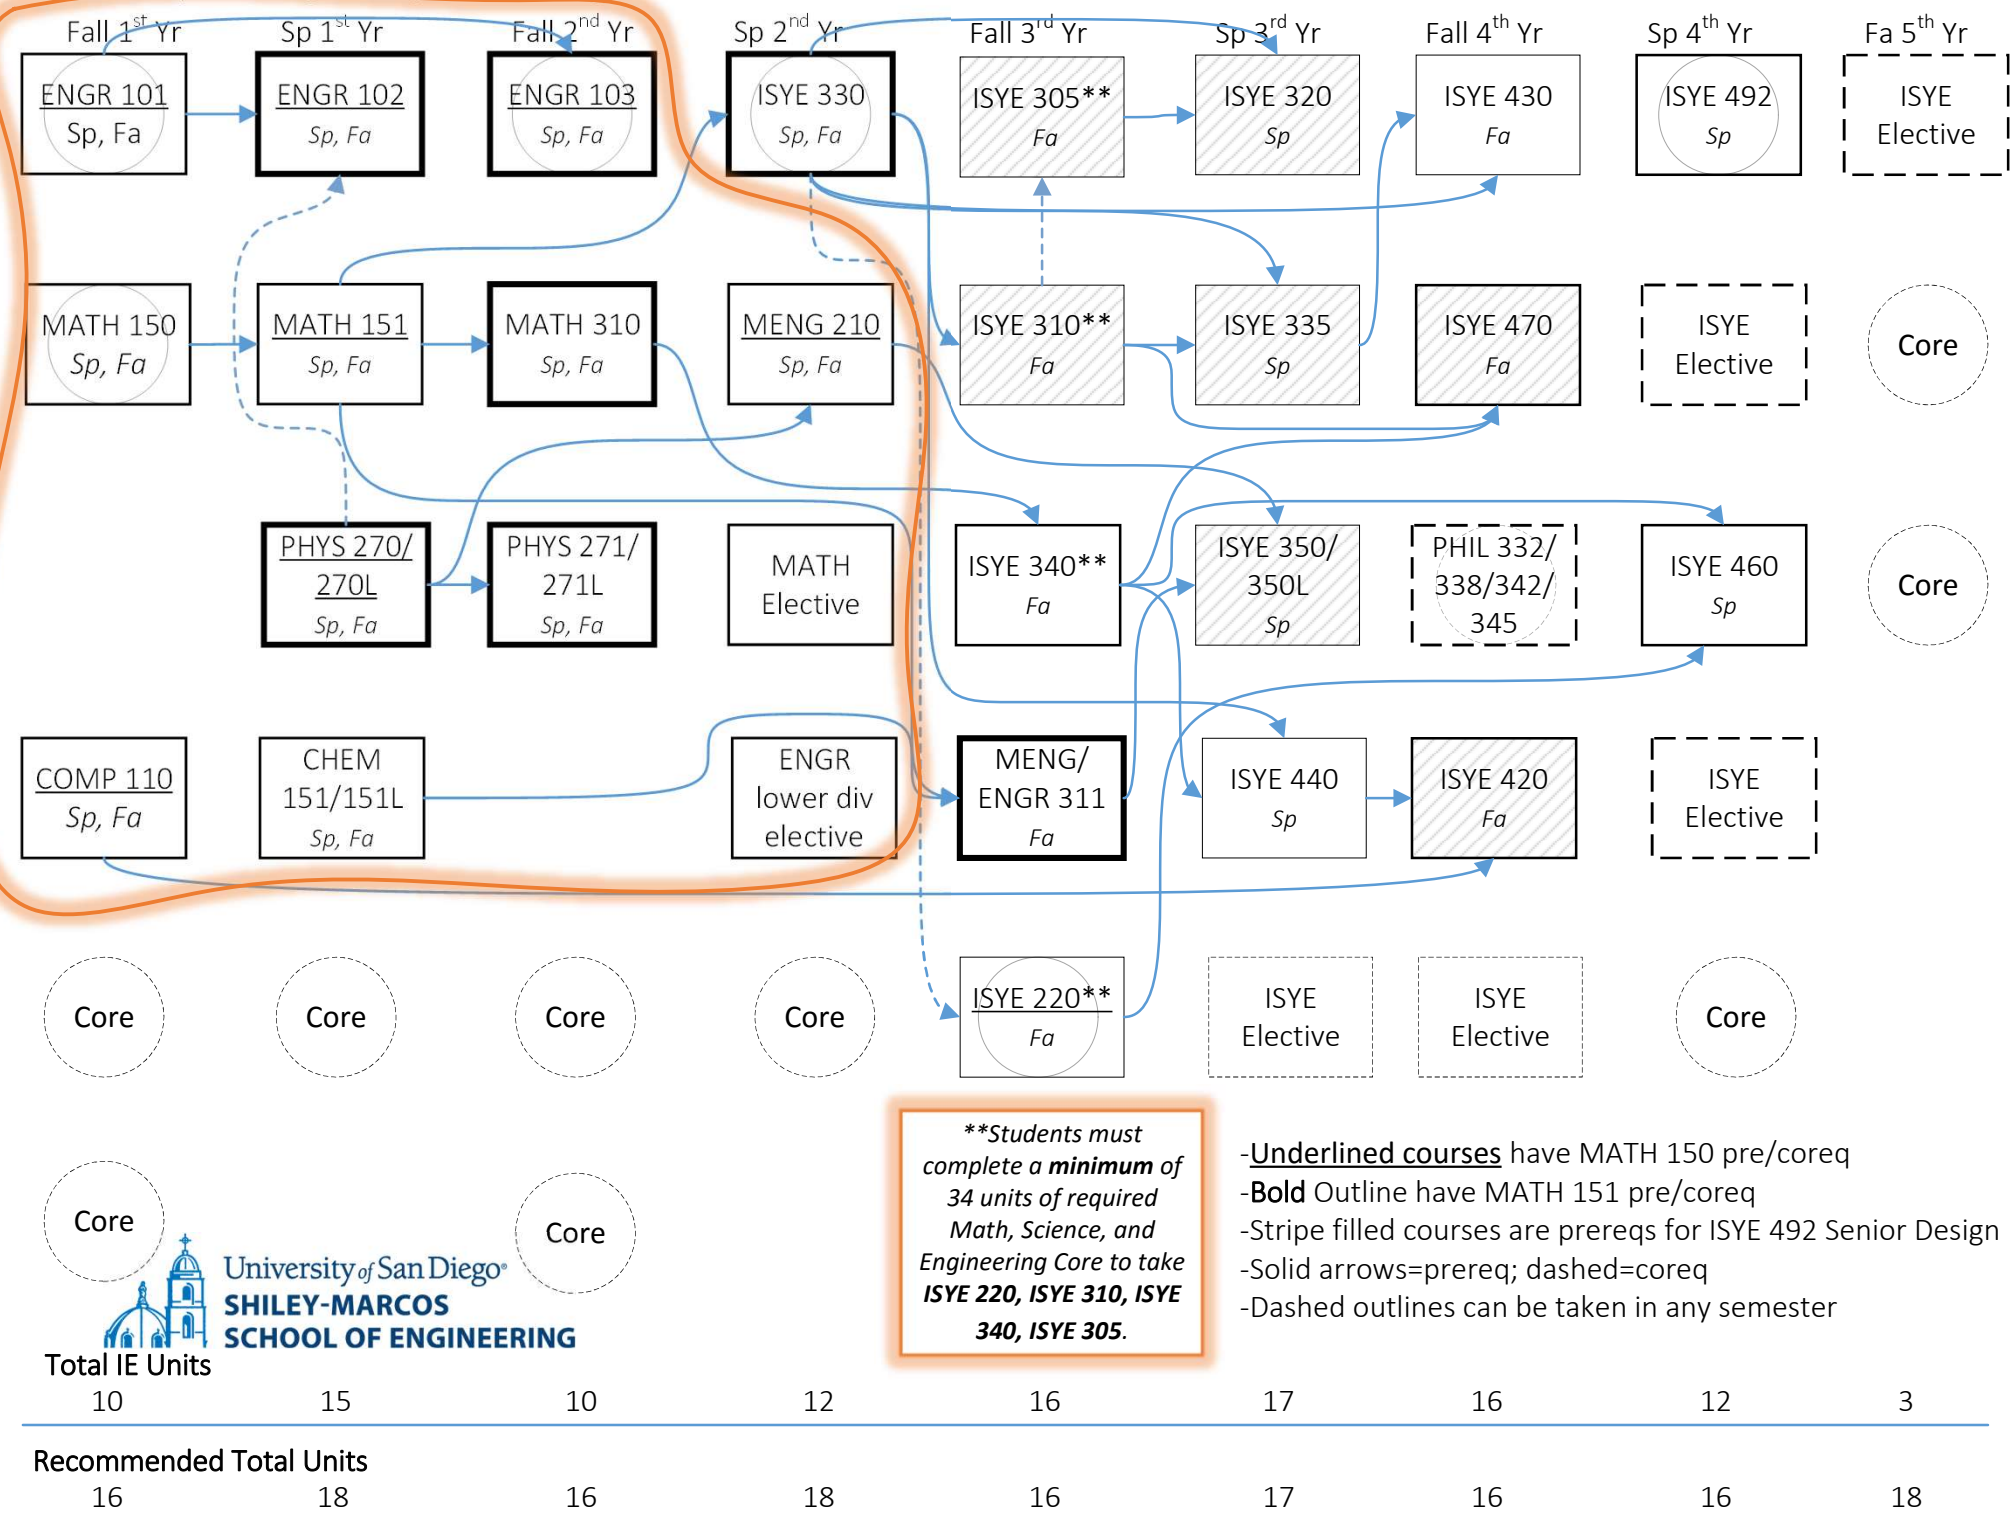 Fall 1st Yr
Sp 1st Yr
Fall 2nd Yr
Sp 2nd Yr
Fall 3rd Yr
Sp 3rd Yr
Fall 4th Yr
Sp 4th Yr
Fa 5th Yr
ENGR 101
Sp, Fa
ENGR 102
Sp, Fa
ENGR 103
Sp, Fa
ISYE 330
Sp, Fa
ISYE 305**
Fa
ISYE 320
Sp
ISYE 430
Fa
ISYE 492
Sp
ISYE
Elective
MATH 150
Sp, Fa
MATH 151
Sp, Fa
MATH 310
Sp, Fa
MENG 210
Sp, Fa
ISYE 310**
Fa
ISYE 335
Sp
ISYE 470
Fa
ISYE
Elective
Core
PHYS 270/
270L
Sp, Fa
PHYS 271/
271L
Sp, Fa
MATH
Elective
ISYE 340**
Fa
ISYE 350/
350L
Sp
PHIL 332/
338/342/
345
ISYE 460
Sp
Core
COMP 110
Sp, Fa
CHEM
151/151L
Sp, Fa
ENGR
lower div
elective
MENG/
ENGR 311
Fa
ISYE 440
Sp
ISYE 420
Fa
ISYE
Elective
Core
Core
Core
Core
ISYE 220**
Fa
ISYE
Elective
ISYE
Elective
Core
Core
Core
**Students must
complete a minimum of
34 units of required
Math, Science, and
Engineering Core to take
ISYE 220, ISYE 310, ISYE
340, ISYE 305.
-Underlined courses have MATH 150 pre/coreq
-Bold Outline have MATH 151 pre/coreq
-Stripe filled courses are prereqs for ISYE 492 Senior Design
-Solid arrows=prereq; dashed=coreq
-Dashed outlines can be taken in any semester
University of San Diego®
SHILEY-MARCOS
SCHOOL OF ENGINEERING
Total IE Units
10 15 10 12 16 17 16 12 3
Recommended Total Units
16 18 16 18 16 17 16 16 18